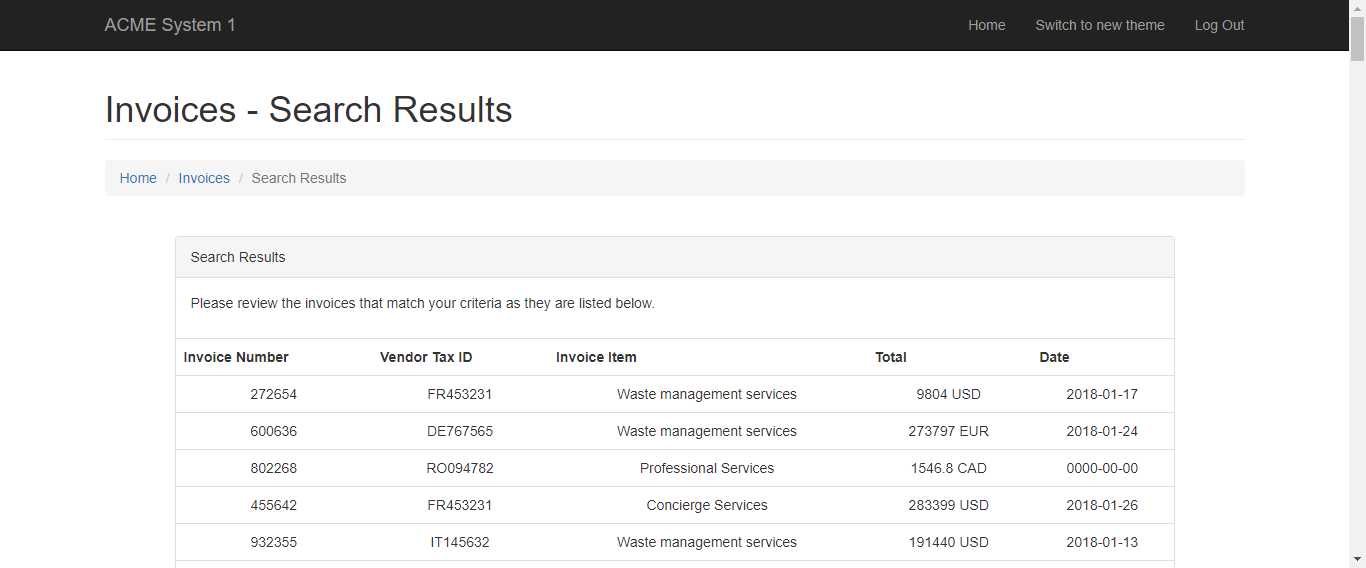 ACME System 1 Home Switch to new theme Log Out
Invoices - Search Results
Home / Invoices / Search Results
Search Results
Please review the invoices that match your criteria as they are listed below.
Invoice Number Vendor Tax ID Invoice Item Total Date
272654 FR453231 Waste management services 9804 USD 2018-01-17
600636 DE767565 Waste management services 273797 EUR 2018-01-24
802268 RO094782 Professional Services 1546.8 CAD 0000-00-00
455642 FR453231 Concierge Services 283399 USD 2018-01-26
932355 IT145632 Waste management services 191440 USD 2018-01-13